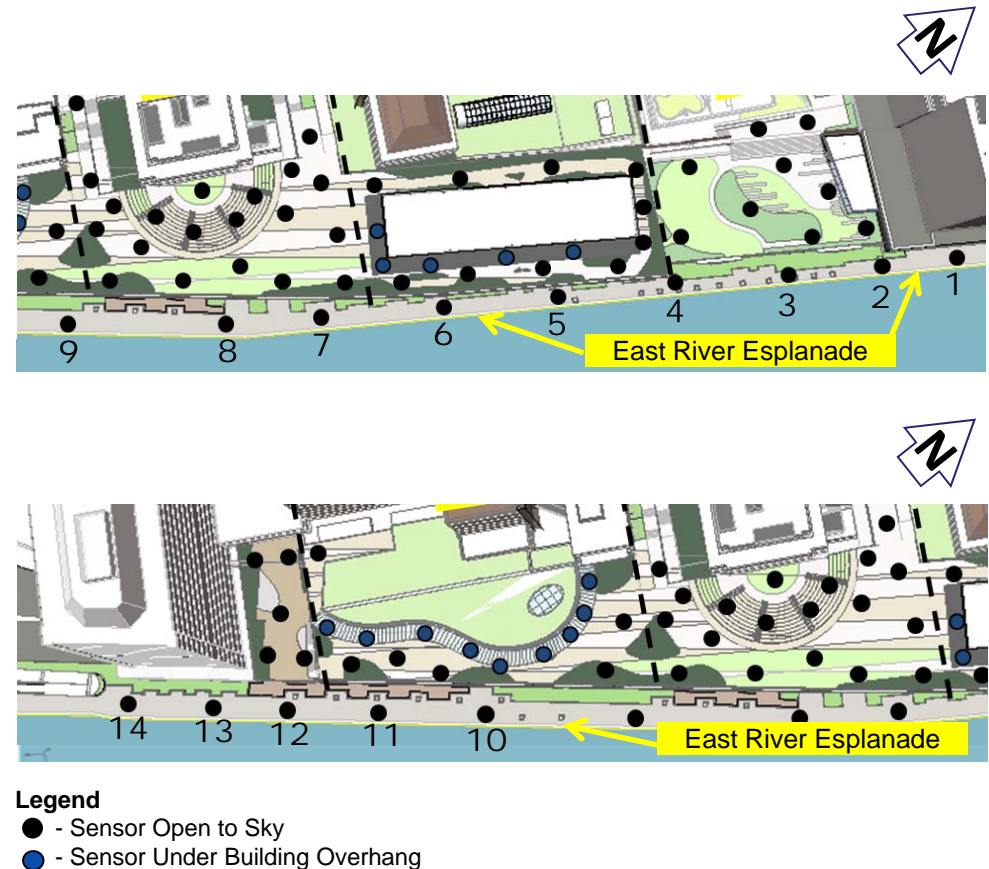 N
1
2
3
4
5
6
7
8
9
East River Esplanade
N
14
13
12
11
10
East River Esplanade
Legend
- Sensor Open to Sky
- Sensor Under Building Overhang